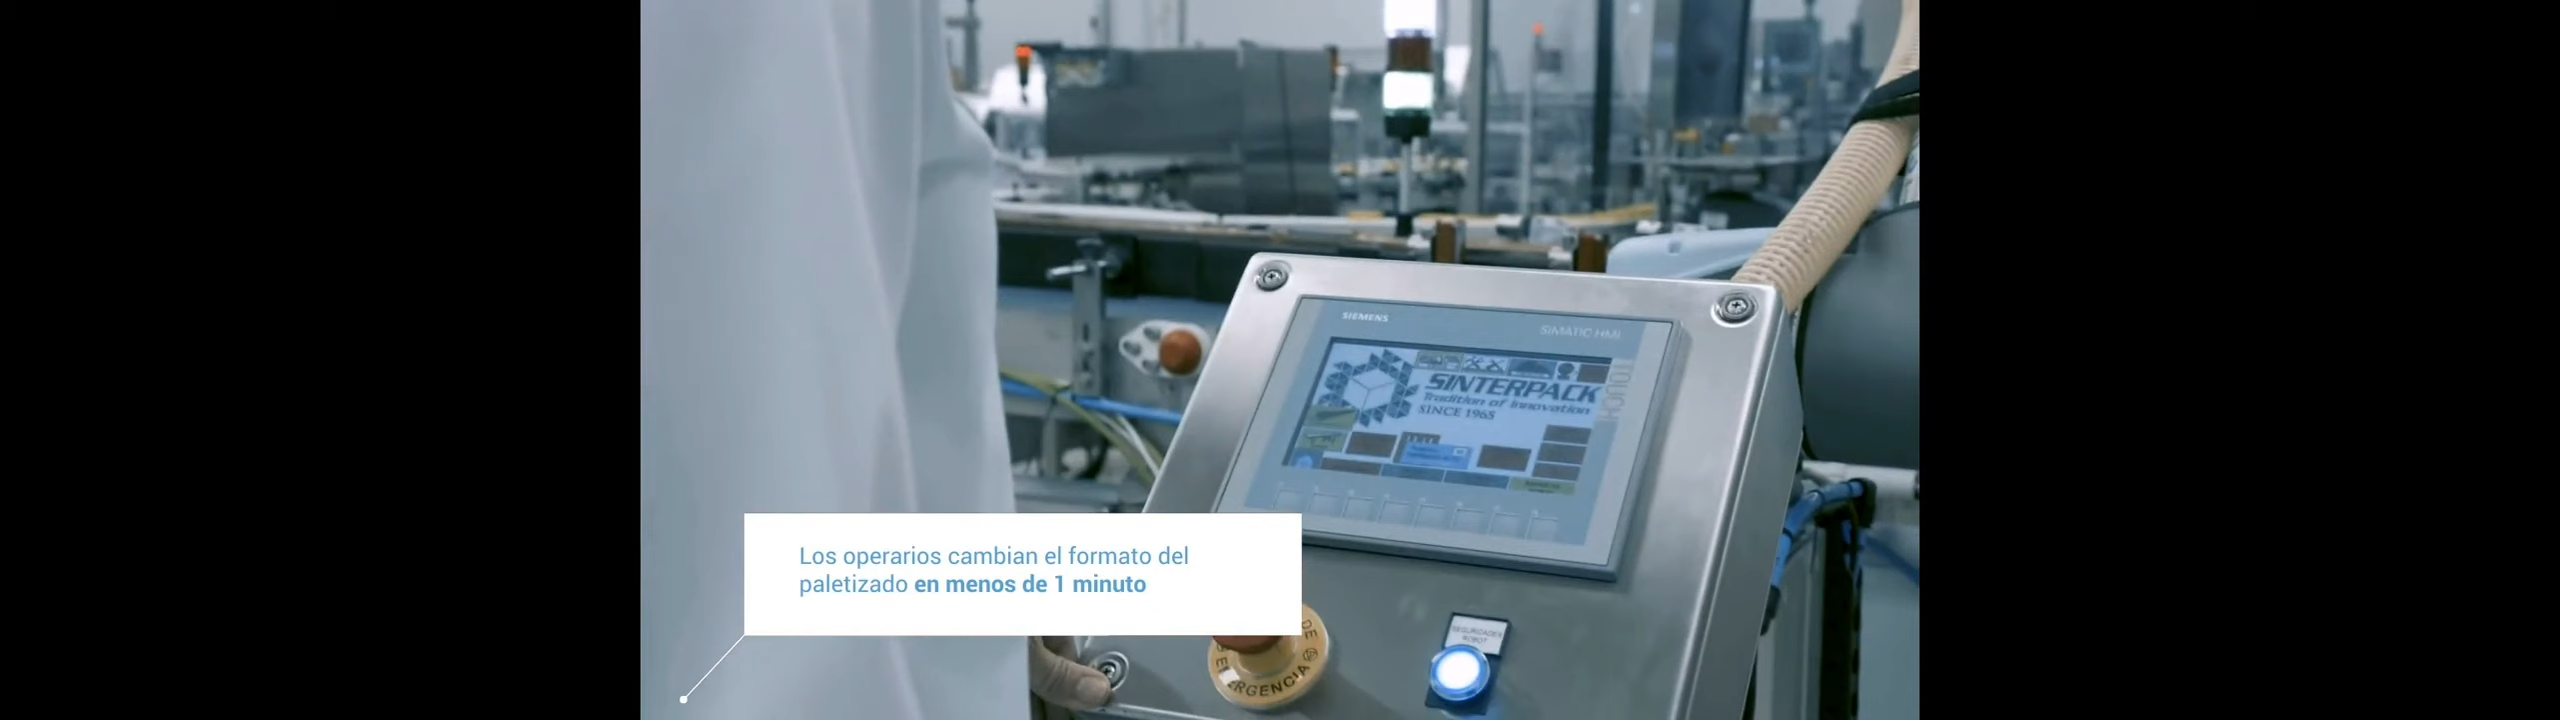 SIEMENS
SIMATIC HMI
TOUCH
SINTERPACK
Tradition of Innovation
SINCE 1965
Los operarios cambian el formato del
paletizado en menos de 1 minuto
DE
EMERGENCIA
SEGURIDADES
ROBOT